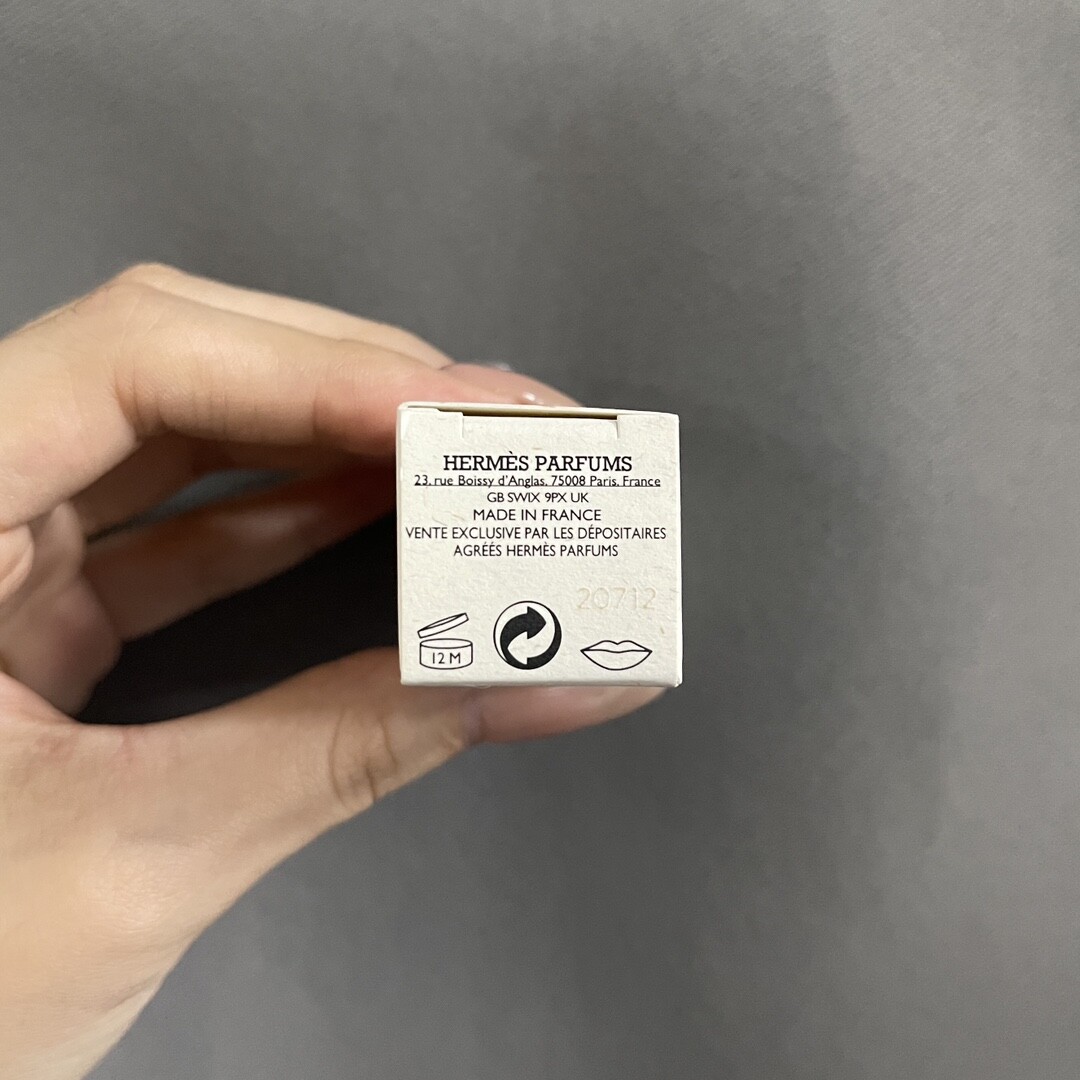 HERMÈS PARFUMS
23, rue Boissy d'Anglas, 75008 Paris, France
GB SWIX 9PX UK
MADE IN FRANCE
VENTE EXCLUSIVE PAR LES DÉPOSITAIRES
AGRÉÉS HERMÈS PARFUMS
20712
12 M